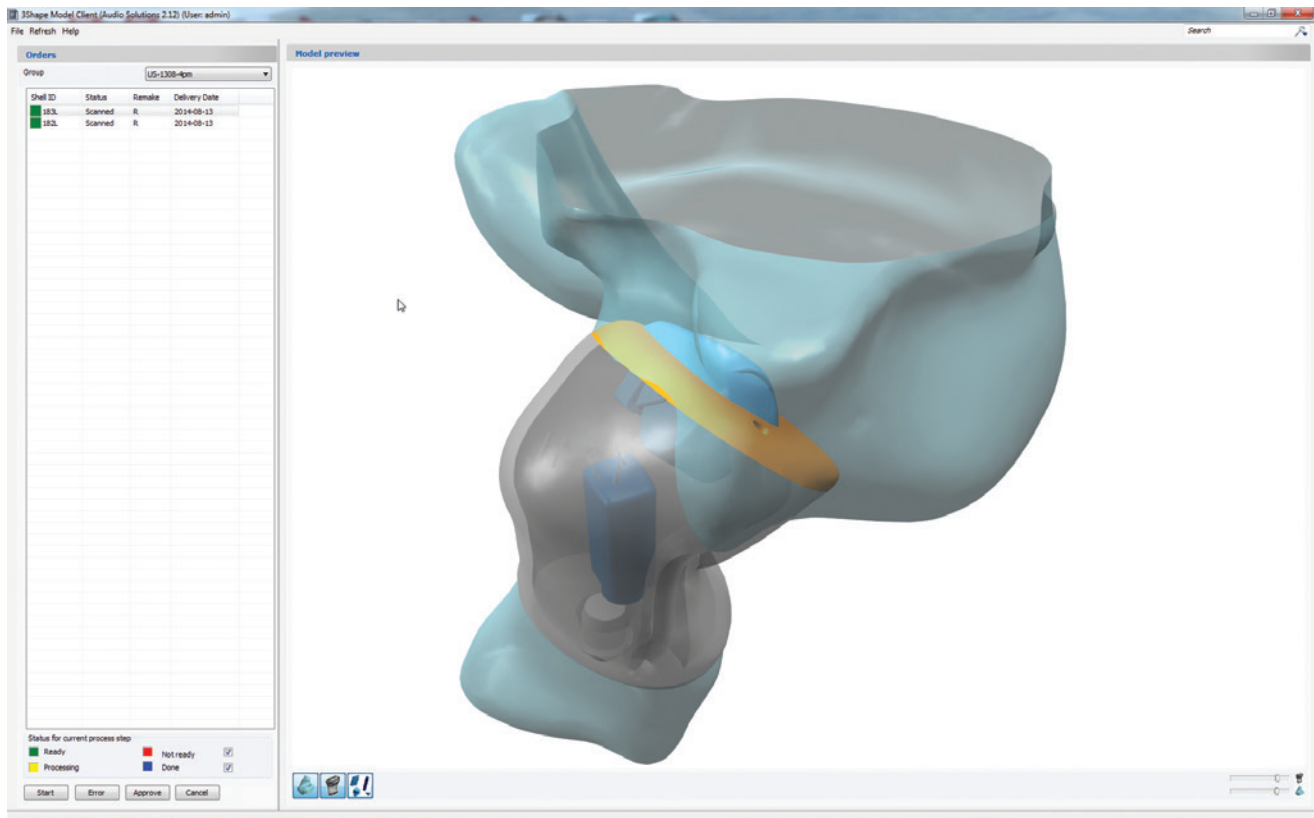 3Shape Model Client (Audio Solutions 2.12) (User: admin)
File Refresh Help
Search
Orders
Model preview
Group
US-1308-4pm
Shell ID Status Remake Delivery Date
183L Scanned R 2014-08-13
182L Scanned R 2014-08-13
Status for current process step
Ready Not ready
Processing Done
Start Error Approve Cancel